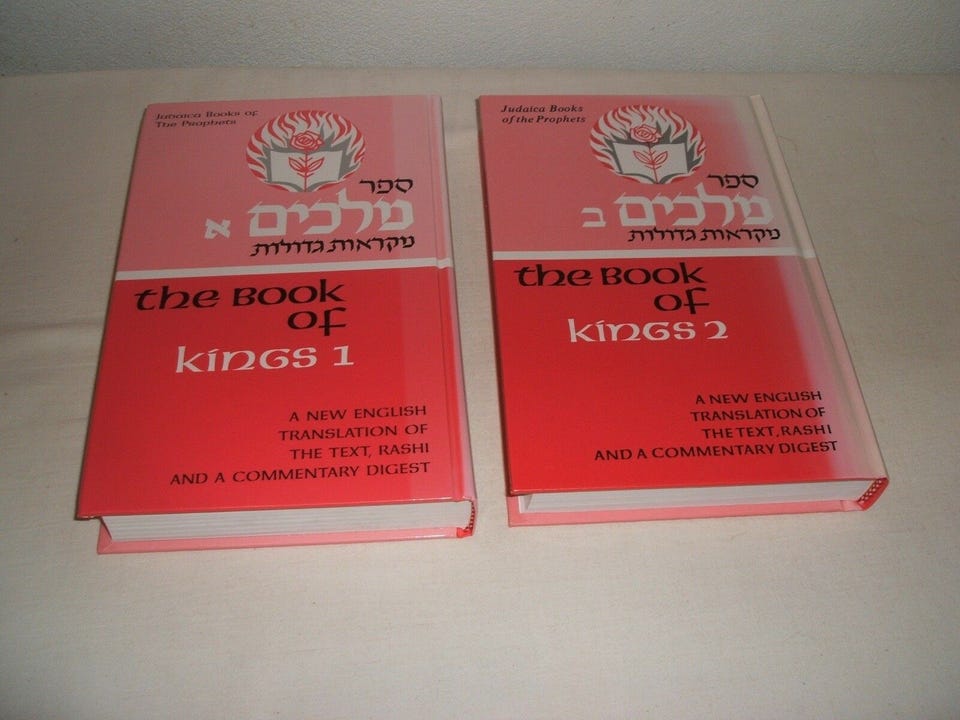 Judaica Books of
The Prophets
ספר
מלכים א
מקראות גדולות
the Book
of
Kings 1
A NEW ENGLISH
TRANSLATION OF
THE TEXT, RASHI
AND A COMMENTARY DIGEST
Judaica Books
of the Prophets
ספר
מלכים ב
מקראות גדולות
the Book
of
Kings 2
A NEW ENGLISH
TRANSLATION OF
THE TEXT, RASHI
AND A COMMENTARY DIGEST